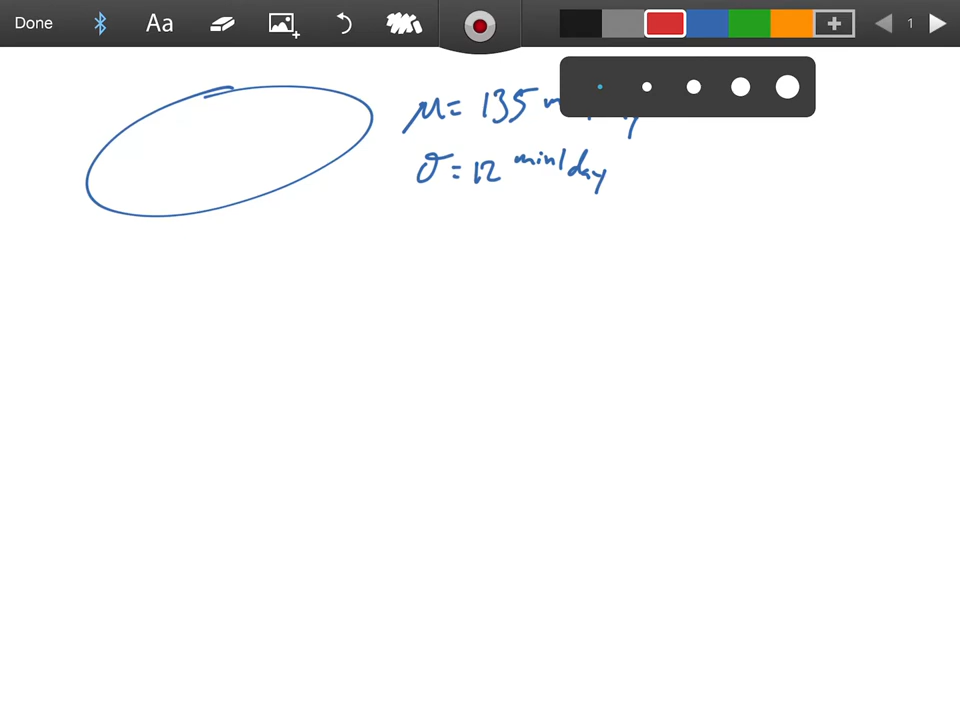 Done Aa 1
μ = 135
σ = 12 min/day